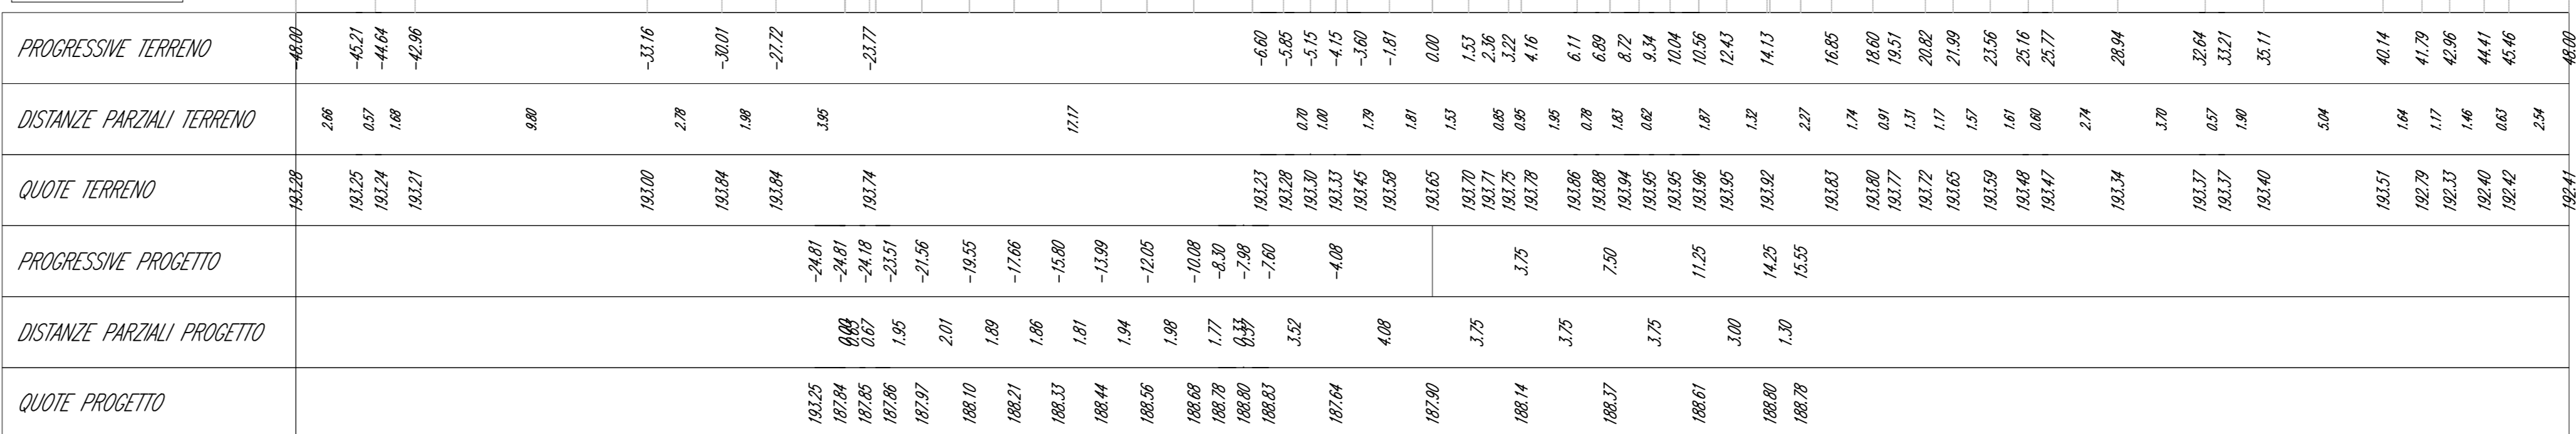 PROGRESSIVE TERRENO -48.00 -45.21 -44.64 -42.96 -33.16 -30.01 -27.72 -23.77 -6.60 -5.85 -5.15 -4.15 -3.60 -1.81 0.00 1.53 2.36 3.22 4.16 6.11 6.89 8.72 9.34 10.04 10.56 12.43 14.13 16.85 18.60 19.51 20.82 21.99 23.56 25.16 25.77 28.94 32.64 33.21 35.11 40.14 41.79 42.96 44.41 45.46 48.00
DISTANZE PARZIALI TERRENO 2.66 0.57 1.68 9.80 2.78 1.98 3.95 17.17 0.70 1.00 1.79 1.81 1.53 0.85 0.95 1.95 0.78 1.83 0.62 1.87 1.32 2.27 1.74 0.91 1.31 1.17 1.57 1.61 0.60 2.74 3.70 0.57 1.90 5.04 1.64 1.17 1.46 0.63 2.54
QUOTE TERRENO 193.28 193.25 193.24 193.21 193.00 193.84 193.84 193.74 193.23 193.28 193.30 193.33 193.45 193.58 193.65 193.70 193.71 193.75 193.78 193.86 193.88 193.94 193.95 193.95 193.96 193.95 193.92 193.83 193.80 193.77 193.72 193.65 193.59 193.48 193.47 193.34 193.37 193.37 193.40 193.51 192.79 192.33 192.40 192.42 192.41
PROGRESSIVE PROGETTO -24.81 -24.81 -24.18 -23.51 -21.56 -19.55 -17.66 -15.80 -13.99 -12.05 -10.08 -8.30 -7.98 -7.60 -4.08 3.75 7.50 11.25 14.25 15.55
DISTANZE PARZIALI PROGETTO 0.67 1.95 2.01 1.89 1.86 1.81 1.94 1.98 1.77 3.52 4.08 3.75 3.75 3.75 3.00 1.30
QUOTE PROGETTO 193.25 187.84 187.85 187.86 187.97 188.10 188.21 188.33 188.44 188.56 188.68 188.78 188.80 188.83 187.64 187.90 188.14 188.37 188.61 188.80 188.78